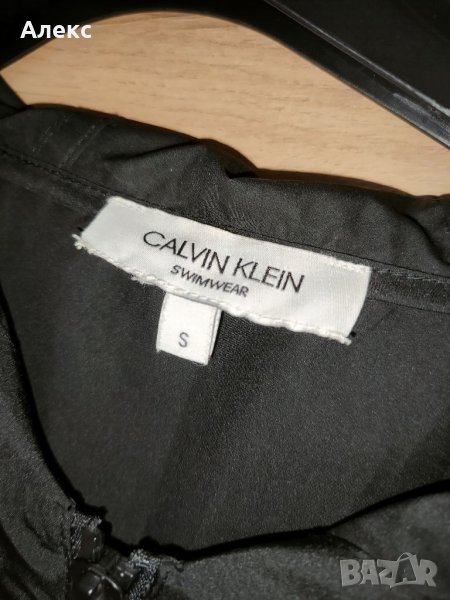 Алекс
CALVIN KLEIN
SWIMWEAR
S
BAZAR